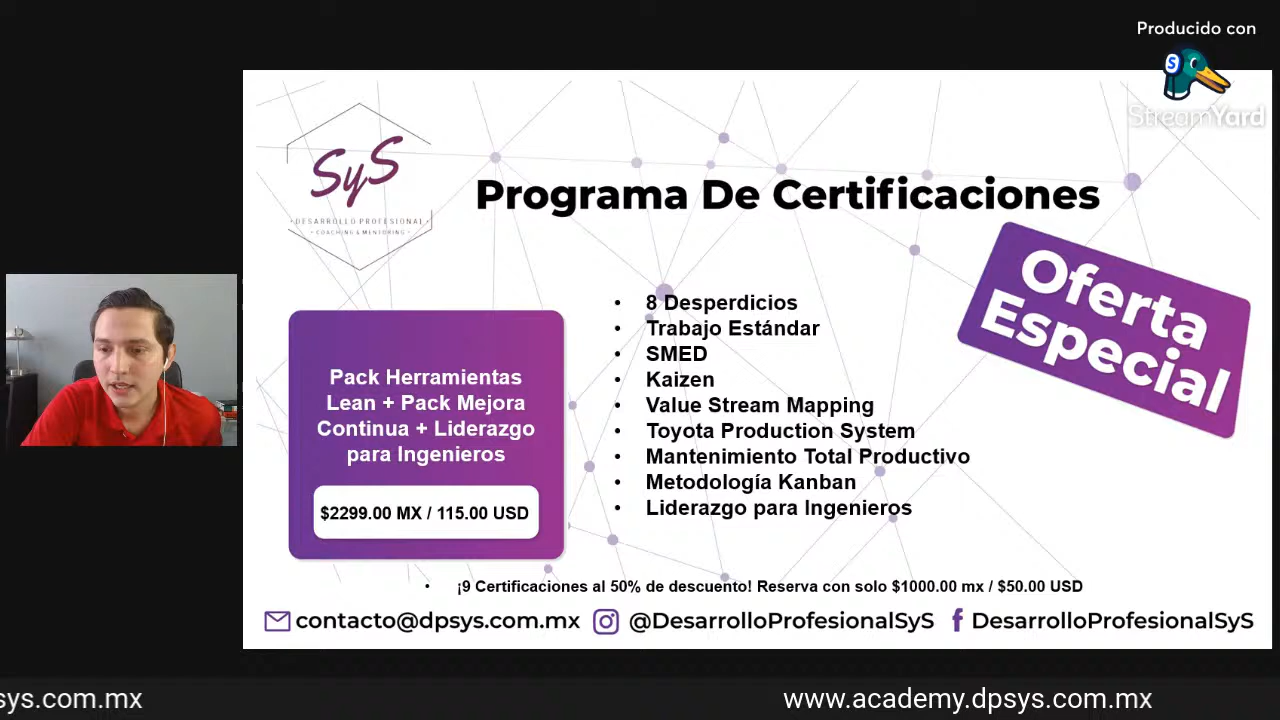 Producido con
S
StreamYard
SyS
• DESARROLLO PROFESIONAL •
• COACHING & MENTORING •
Programa De Certificaciones
Oferta
Especial
Pack Herramientas
Lean + Pack Mejora
Continua + Liderazgo
para Ingenieros
$2299.00 MX / 115.00 USD
• 8 Desperdicios
• Trabajo Estándar
• SMED
• Kaizen
• Value Stream Mapping
• Toyota Production System
• Mantenimiento Total Productivo
• Metodología Kanban
• Liderazgo para Ingenieros
• ¡9 Certificaciones al 50% de descuento! Reserva con solo $1000.00 mx / $50.00 USD
contacto@dpsys.com.mx @DesarrolloProfesionalSyS DesarrolloProfesionalSyS
sys.com.mx www.academy.dpsys.com.mx